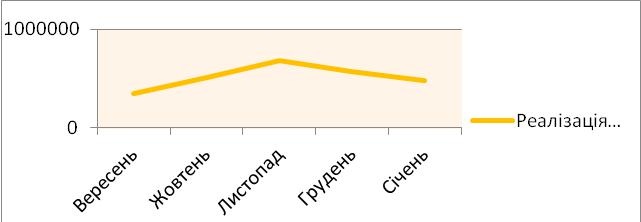 1000000
0
Вересень
Жовтень
Листопад
Грудень
Січень
Реалізація...